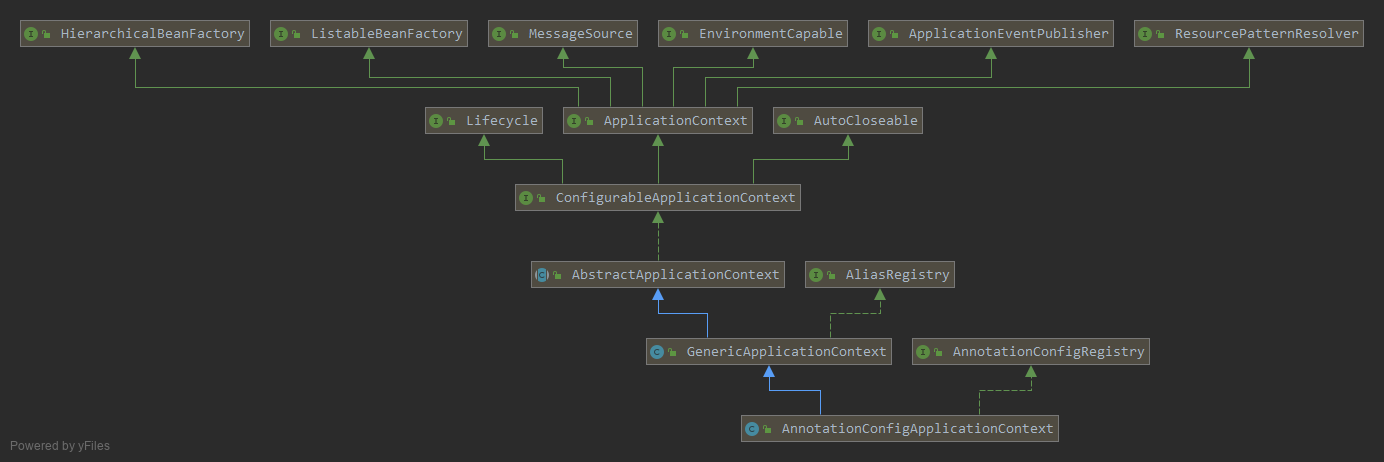 HierarchicalBeanFactory
ListableBeanFactory
MessageSource
EnvironmentCapable
ApplicationEventPublisher
ResourcePatternResolver
Lifecycle
ApplicationContext
AutoCloseable
ConfigurableApplicationContext
AbstractApplicationContext
AliasRegistry
GenericApplicationContext
AnnotationConfigRegistry
AnnotationConfigApplicationContext
Powered by yFiles